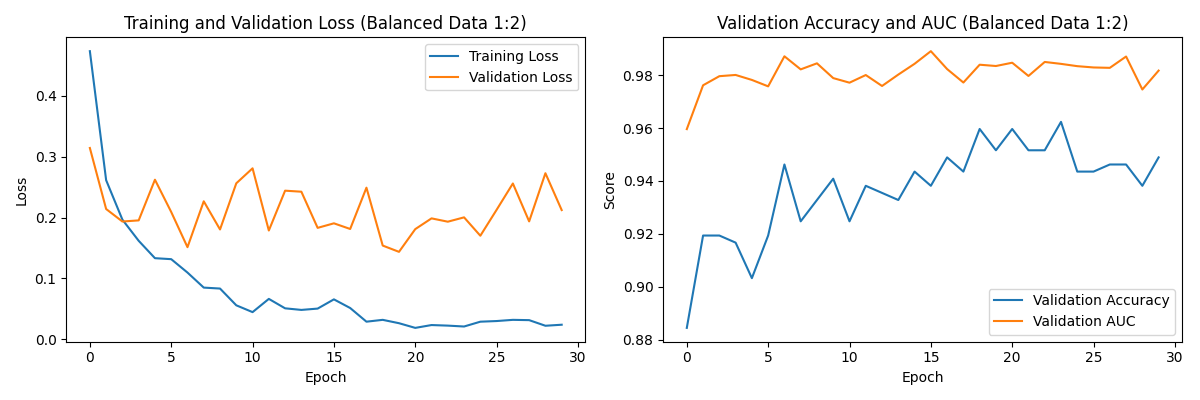 Training and Validation Loss (Balanced Data 1:2)
Training Loss
Validation Loss
Loss
0.4
0.3
0.2
0.1
0.0
0 5 10 15 20 25 30
Epoch
Validation Accuracy and AUC (Balanced Data 1:2)
Score
0.98
0.96
0.94
0.92
0.90
0.88
Validation Accuracy
Validation AUC
0 5 10 15 20 25 30
Epoch